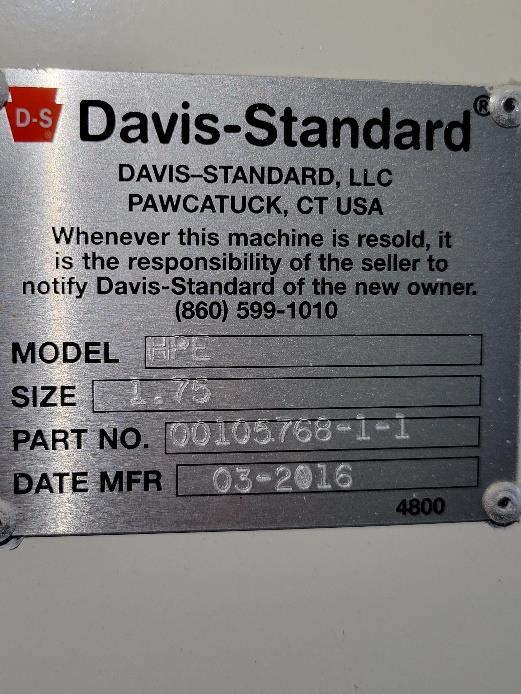 D-S Davis-Standard®
DAVIS-STANDARD, LLC
PAWCATUCK, CT USA
Whenever this machine is resold, it
is the responsibility of the seller to
notify Davis-Standard of the new owner.
(860) 599-1010
MODEL HPE
SIZE 1.75
PART NO. 00105768-1-1
DATE MFR 03-2016
4800